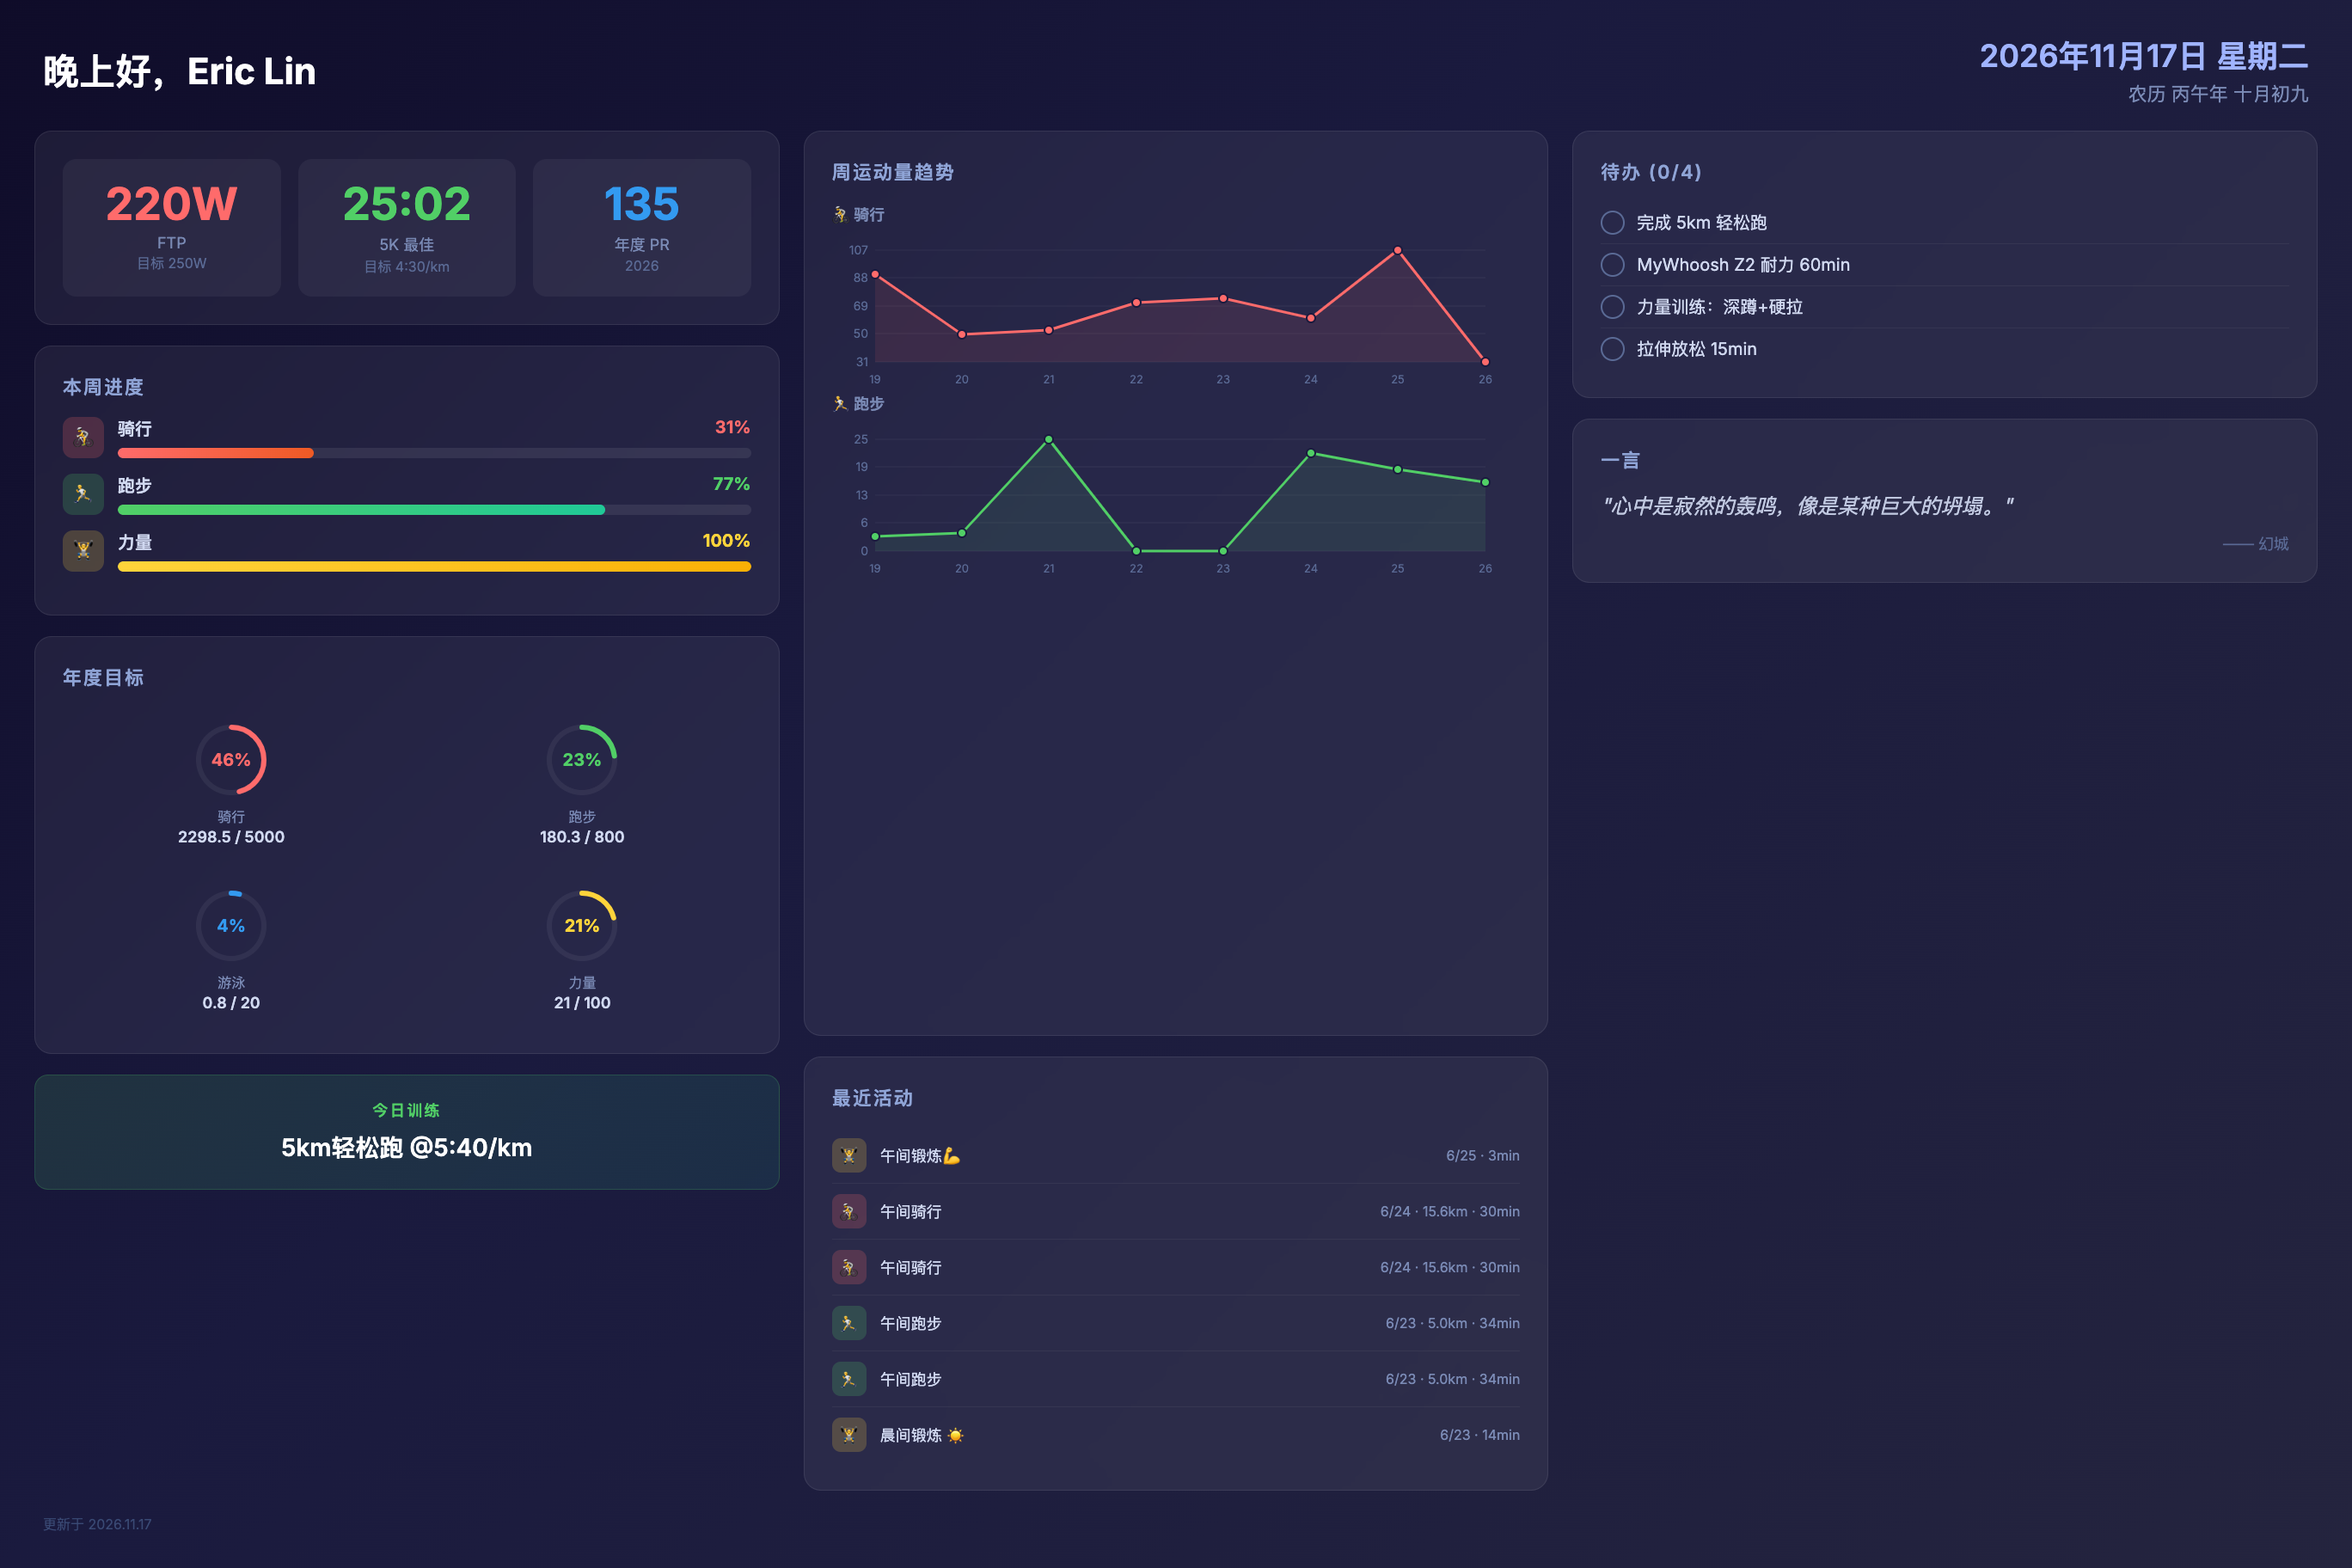 晚上好，Eric Lin
2026年11月17日 星期二
农历 丙午年 十月初九
220W
FTP
目标 250W
25:02
5K 最佳
目标 4:30/km
135
年度 PR
2026
本周进度
骑行
31%
跑步
77%
力量
100%
年度目标
46%
骑行
2298.5 / 5000
23%
跑步
180.3 / 800
4%
游泳
0.8 / 20
21%
力量
21 / 100
今日训练
5km轻松跑 @5:40/km
周运动量趋势
骑行
107
88
69
50
31
19 20 21 22 23 24 25 26
跑步
25
19
13
6
0
19 20 21 22 23 24 25 26
最近活动
午间锻炼💪 6/25 · 3min
午间骑行 6/24 · 15.6km · 30min
午间骑行 6/24 · 15.6km · 30min
午间跑步 6/23 · 5.0km · 34min
午间跑步 6/23 · 5.0km · 34min
晨间锻炼 ☀️ 6/23 · 14min
待办 (0/4)
完成 5km 轻松跑
MyWhoosh Z2 耐力 60min
力量训练：深蹲+硬拉
拉伸放松 15min
一言
"心中是寂然的轰鸣，像是某种巨大的坍塌。"
—— 幻城
更新于 2026.11.17